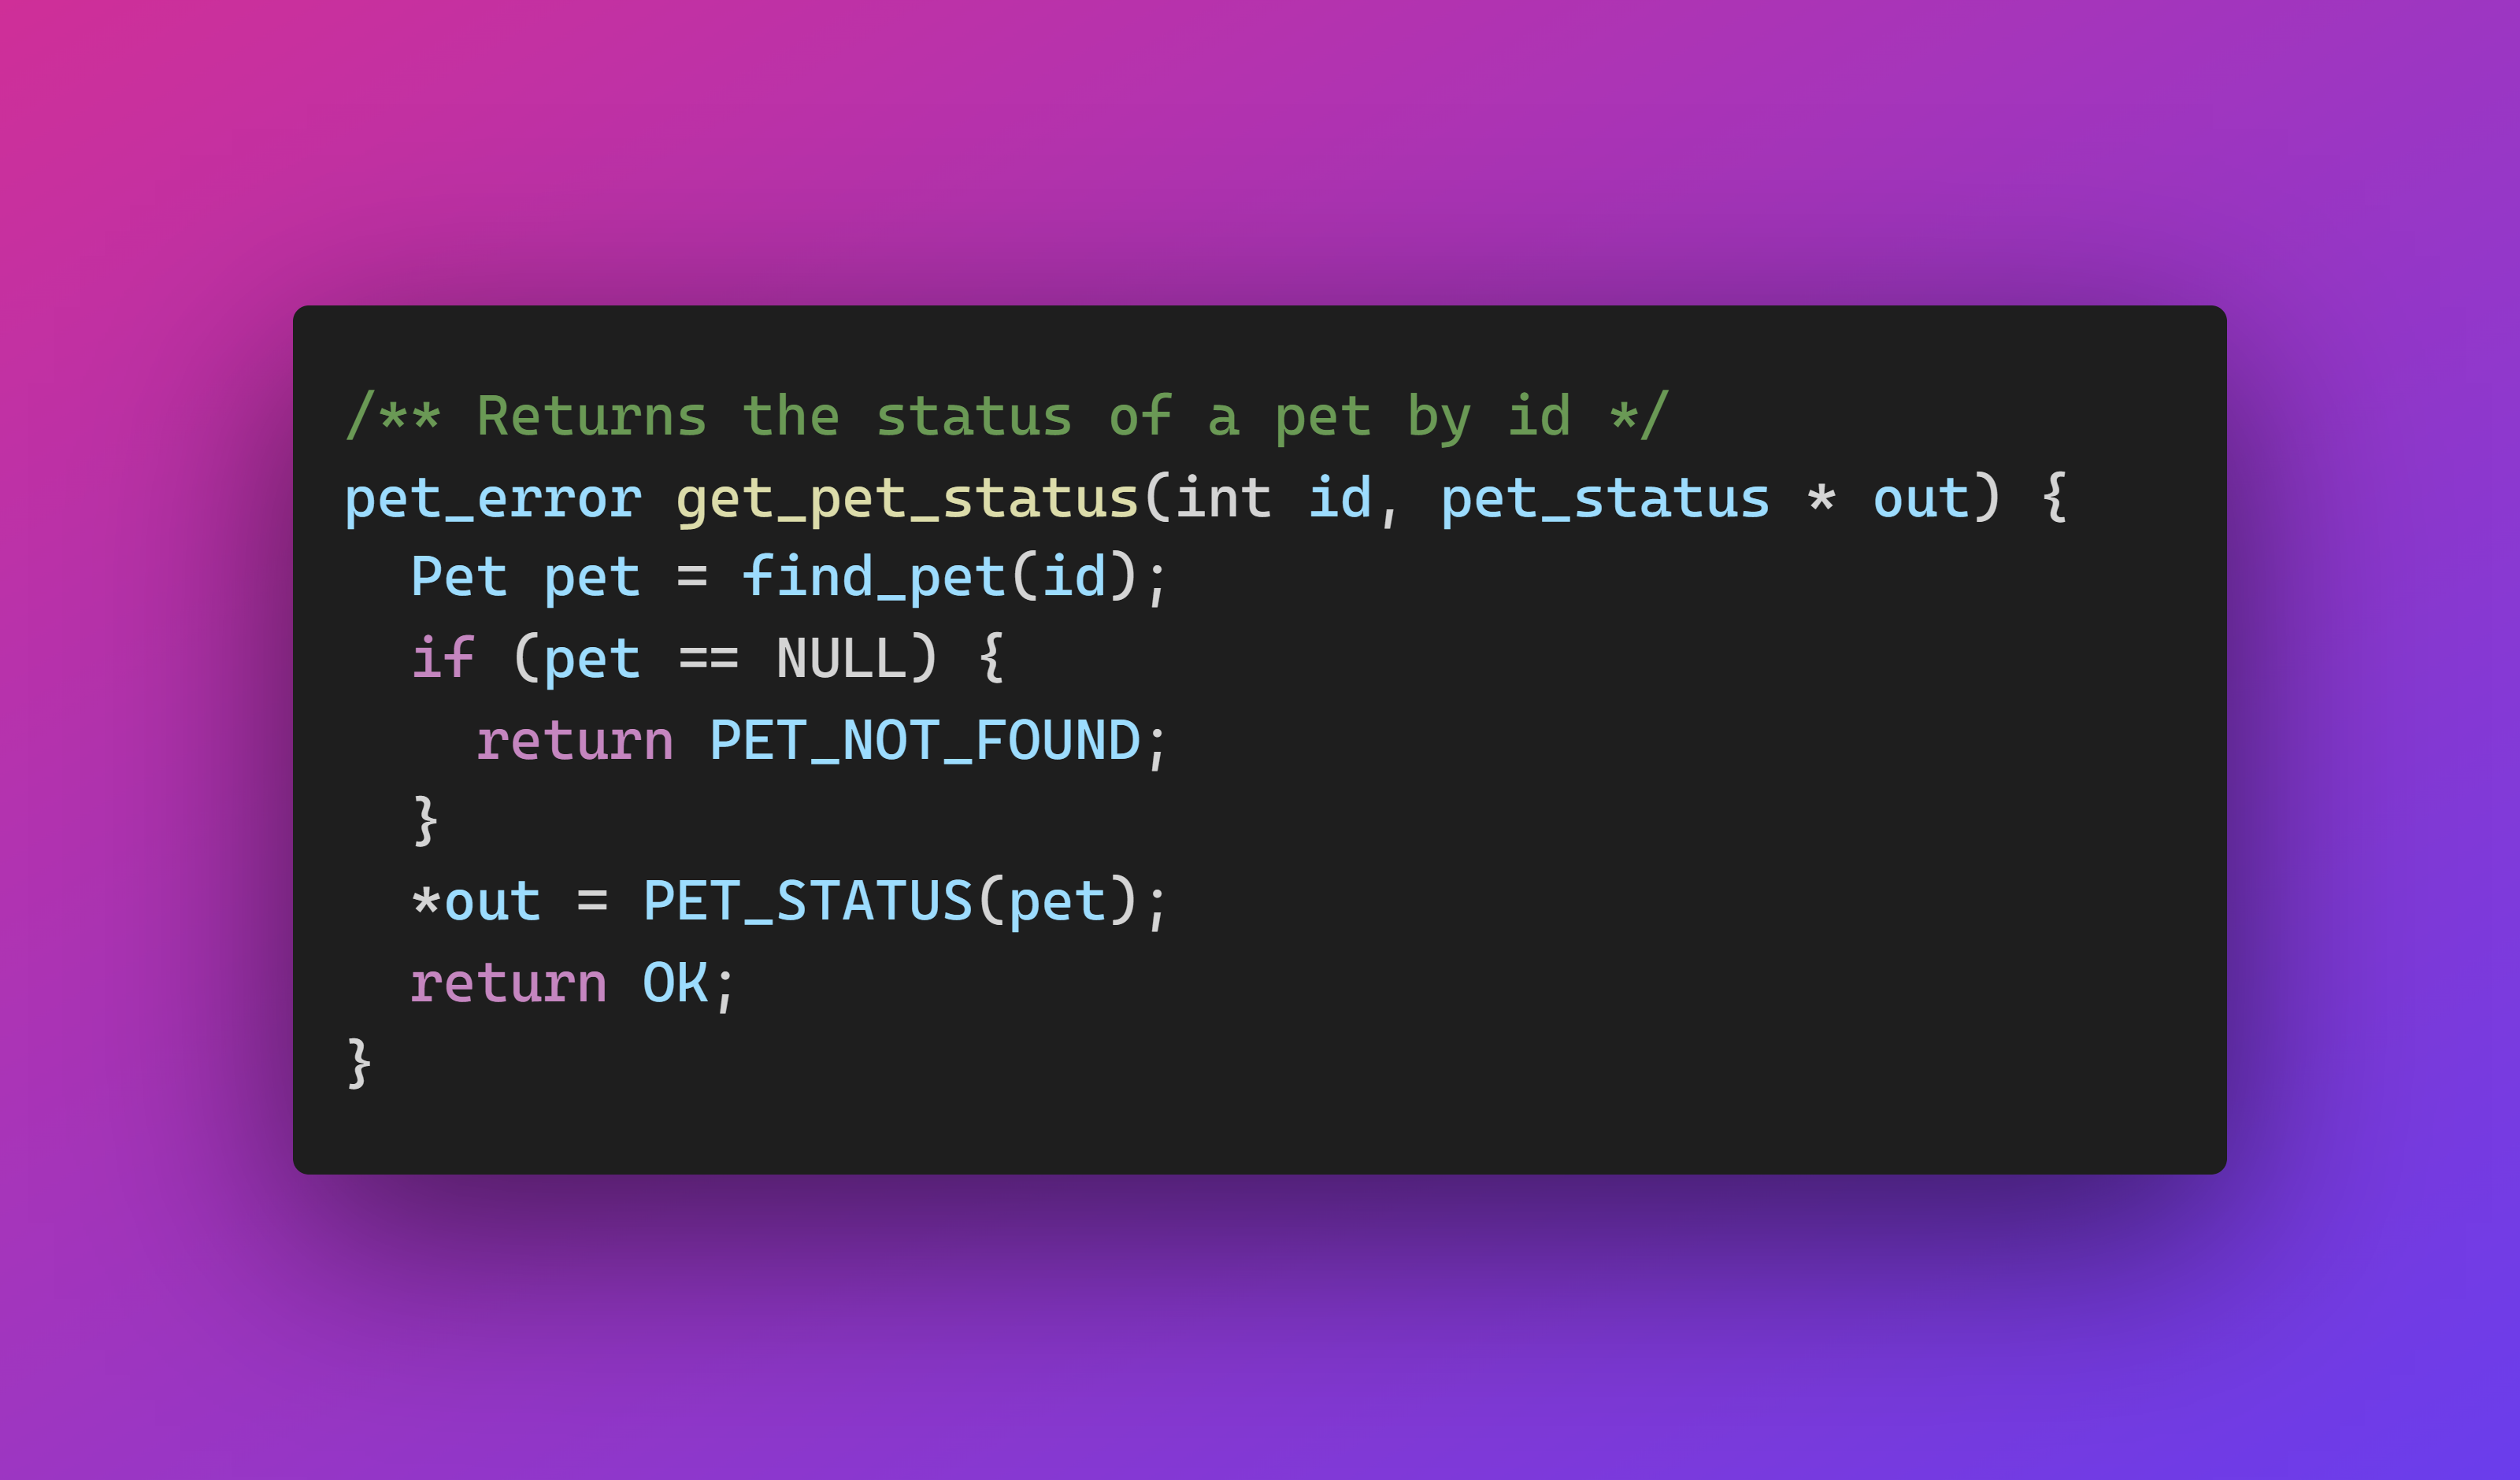 /** Returns the status of a pet by id */
pet_error get_pet_status(int id, pet_status * out) {
  Pet pet = find_pet(id);
  if (pet == NULL) {
    return PET_NOT_FOUND;
  }
  *out = PET_STATUS(pet);
  return OK;
}